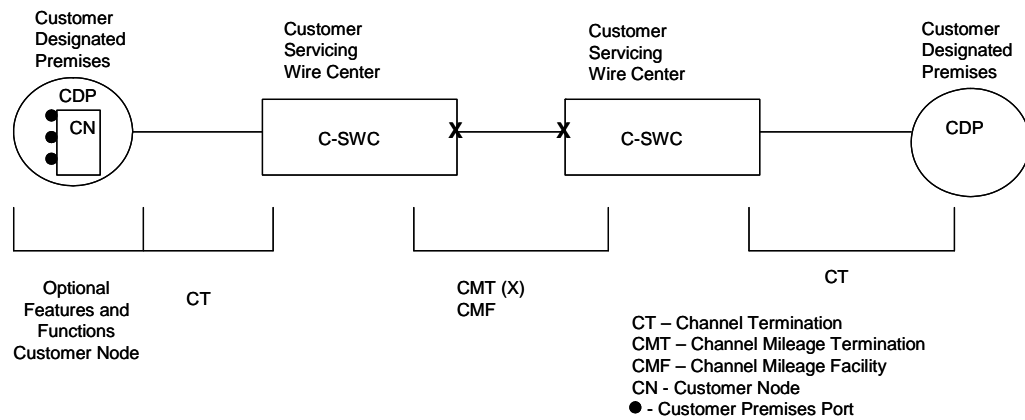 Customer
Designated
Premises
Customer
Servicing
Wire Center
Customer
Servicing
Wire Center
Customer
Designated
Premises
CDP
CN
C-SWC
X
X
C-SWC
CDP
Optional
Features and
Functions
Customer Node
CT
CMT (X)
CMF
CT
CT – Channel Termination
CMT – Channel Mileage Termination
CMF – Channel Mileage Facility
CN - Customer Node
● - Customer Premises Port